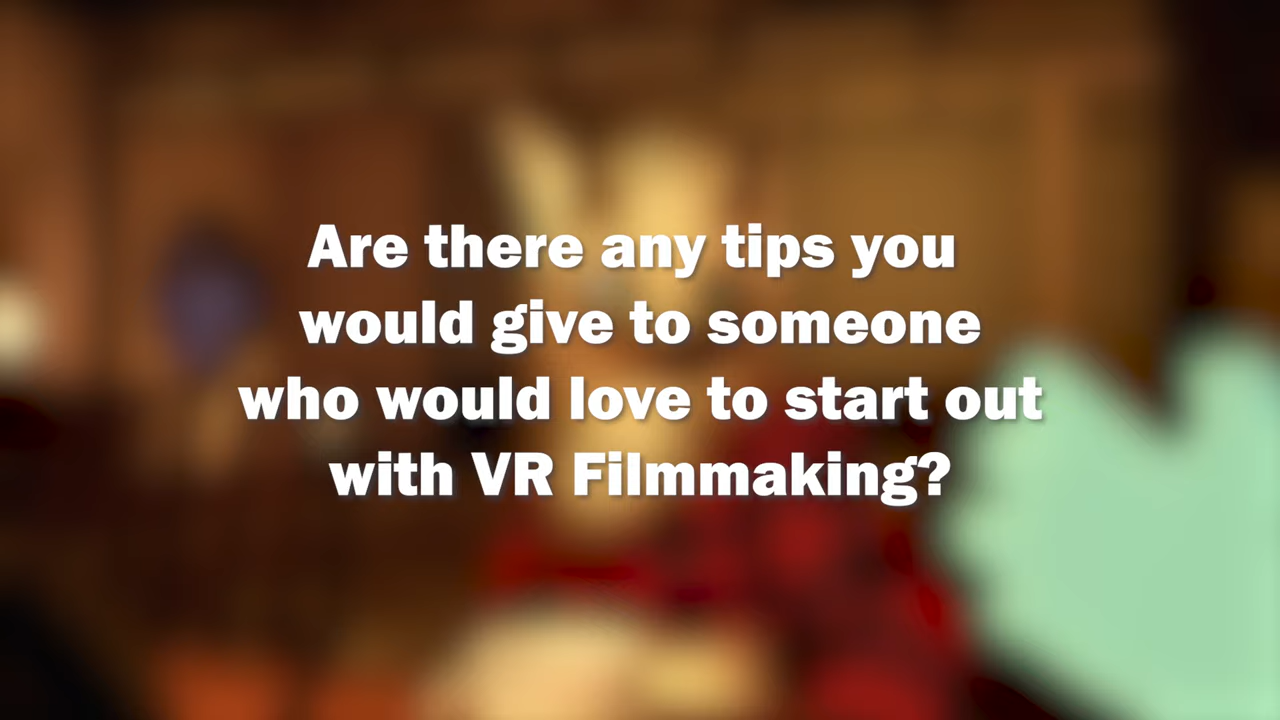 Are there any tips you
would give to someone
who would love to start out
with VR Filmmaking?